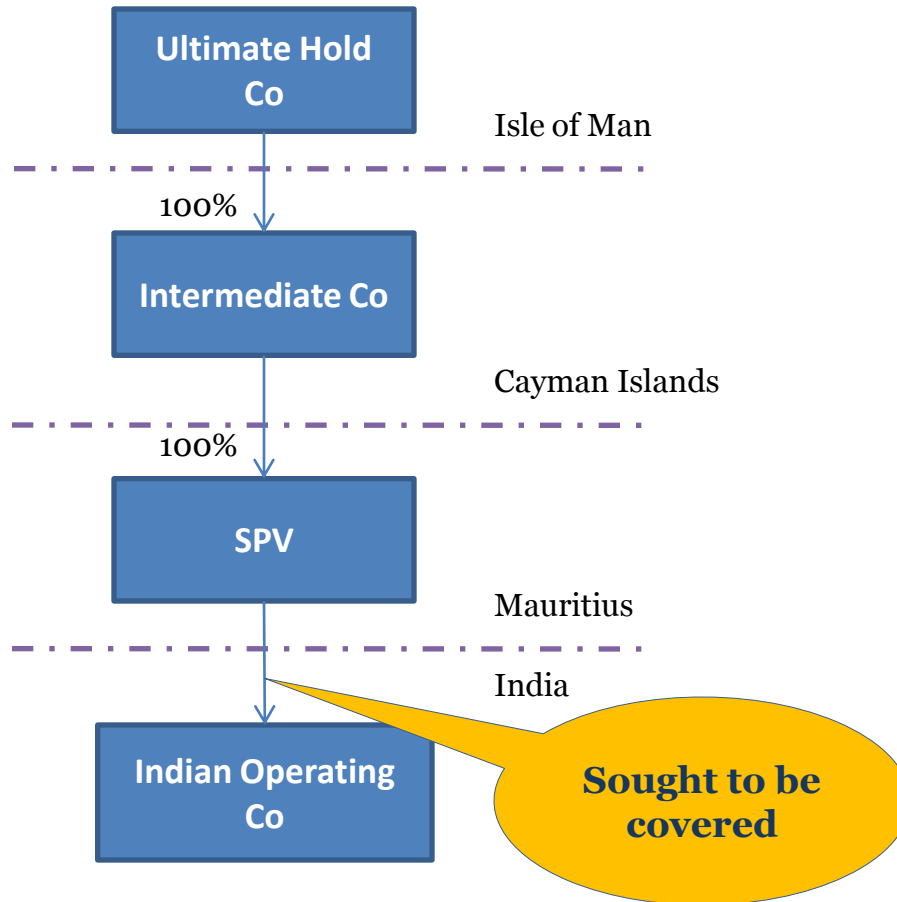 Ultimate Hold
Co
Isle of Man
100%
Intermediate Co
Cayman Islands
100%
SPV
Mauritius
India
Indian Operating
Co
Sought to be
covered